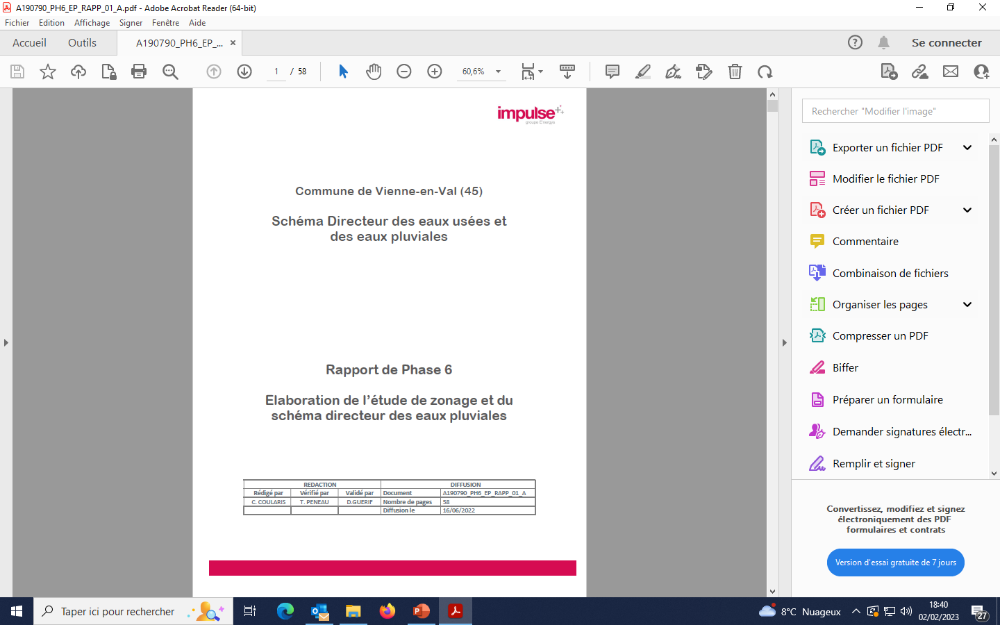 A190790_PH6_EP_RAPP_01_A.pdf - Adobe Acrobat Reader (64-bit)
Fichier Edition Affichage Signer Fenêtre Aide
Accueil Outils A190790_PH6_EP_... × Se connecter
1 / 58 60,6%
Rechercher "Modifier l'image"
Exporter un fichier PDF
Modifier le fichier PDF
Créer un fichier PDF
Commentaire
Combinaison de fichiers
Organiser les pages
Compresser un PDF
Biffer
Préparer un formulaire
Demander signatures électr...
Remplir et signer
Convertissez, modifiez et signez
électroniquement des PDF
formulaires et contrats
Version d'essai gratuite de 7 jours
impulse
groupe Énergys
Commune de Vienne-en-Val (45)
Schéma Directeur des eaux usées et
des eaux pluviales
Rapport de Phase 6
Elaboration de l'étude de zonage et du
schéma directeur des eaux pluviales
REDACTION DIFFUSION
Rédigé par Vérifié par Validé par Document A190790_PH6_EP_RAPP_01_A
C. COULARIS T. PENEAU D.GUERIF Nombre de pages 58
Diffusion le 16/06/2022
Taper ici pour rechercher
8°C Nuageux
18:40
02/02/2023
27